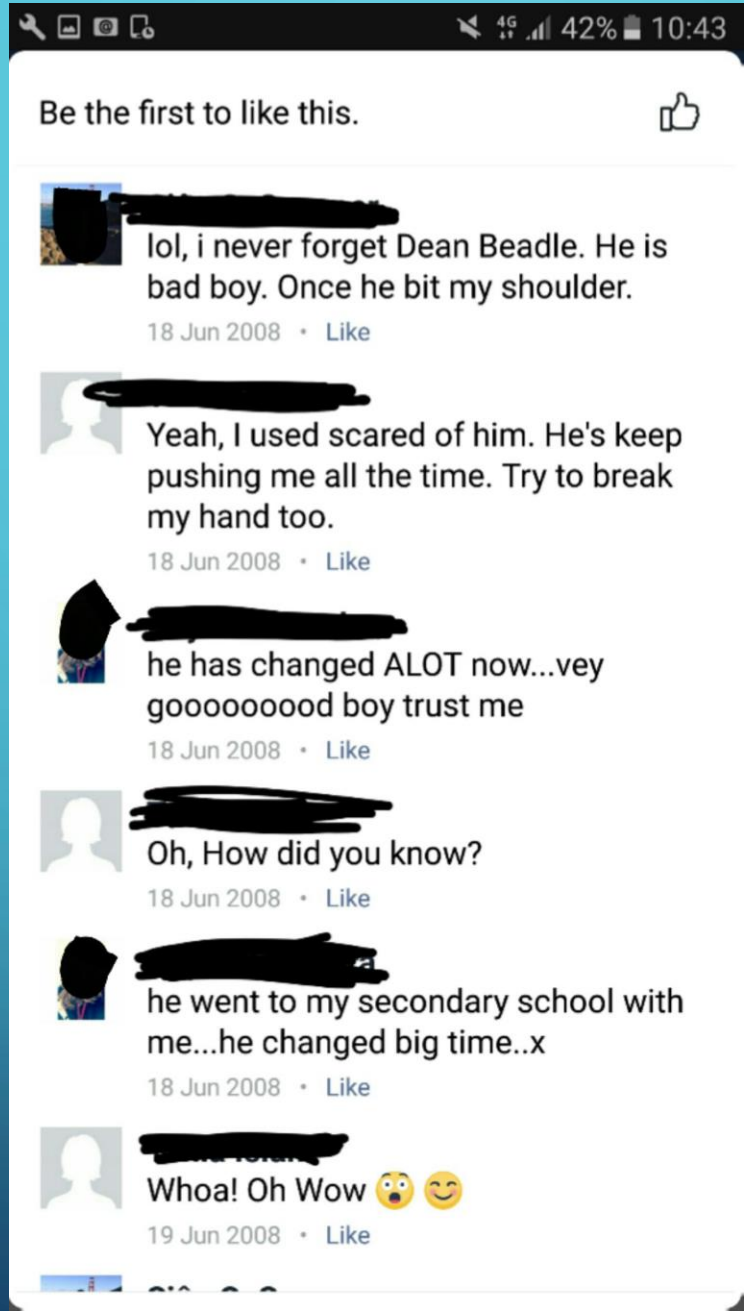 4G 42% 10:43
Be the first to like this.
lol, i never forget Dean Beadle. He is
bad boy. Once he bit my shoulder.
18 Jun 2008 • Like
Yeah, I used scared of him. He's keep
pushing me all the time. Try to break
my hand too.
18 Jun 2008 • Like
he has changed ALOT now...vey
gooooooood boy trust me
18 Jun 2008 • Like
Oh, How did you know?
18 Jun 2008 • Like
he went to my secondary school with
me...he changed big time..x
18 Jun 2008 • Like
Whoa! Oh Wow 😲 😊
19 Jun 2008 • Like